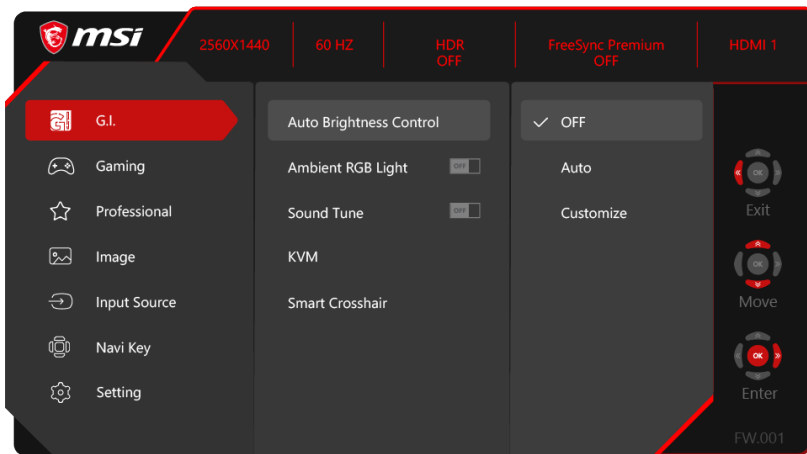 msi
2560X1440
60 HZ
HDR
OFF
FreeSync Premium
OFF
HDMI 1
G.I.
Gaming
Professional
Image
Input Source
Navi Key
Setting
Auto Brightness Control
Ambient RGB Light OFF
Sound Tune OFF
KVM
Smart Crosshair
OFF
Auto
Customize
OK
Exit
OK
Move
OK
Enter
FW.001